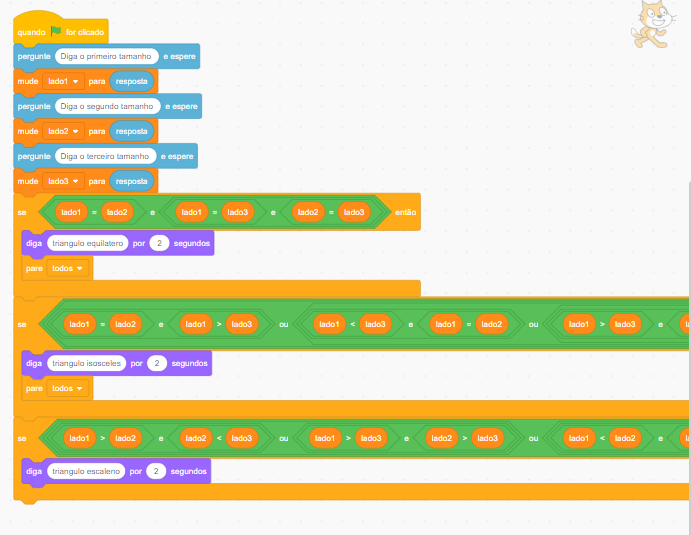 quando for clicado
pergunte Diga o primeiro tamanho e espere
mude lado1 para resposta
pergunte Diga o segundo tamanho e espere
mude lado2 para resposta
pergunte Diga o terceiro tamanho e espere
mude lado3 para resposta
se lado1 = lado2 e lado1 = lado3 e lado2 = lado3 então
diga triangulo equilatero por 2 segundos
pare todos
se lado1 = lado2 e lado1 > lado3 ou lado1 < lado3 e lado1 = lado2 ou lado1 > lado3 e
diga triangulo isosceles por 2 segundos
pare todos
se lado1 > lado2 e lado2 < lado3 ou lado1 > lado3 e lado2 > lado3 ou lado1 < lado2 e
diga triangulo escaleno por 2 segundos